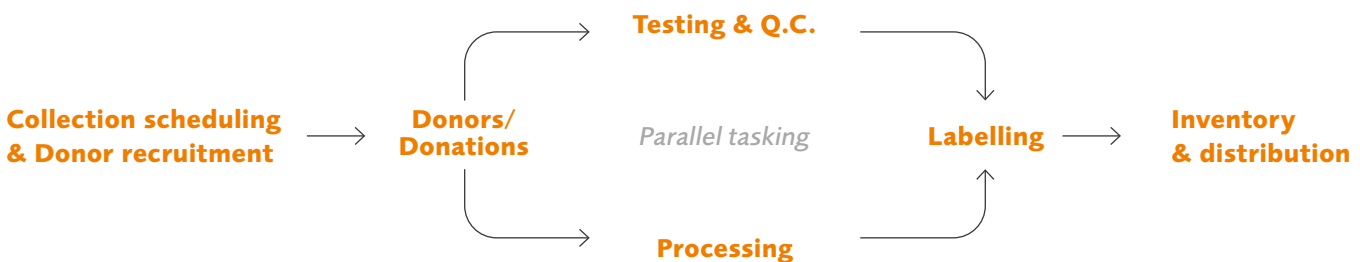 Testing & Q.C.
Collection scheduling
& Donor recruitment
Donors/
Donations
Parallel tasking
Labelling
Inventory
& distribution
Processing